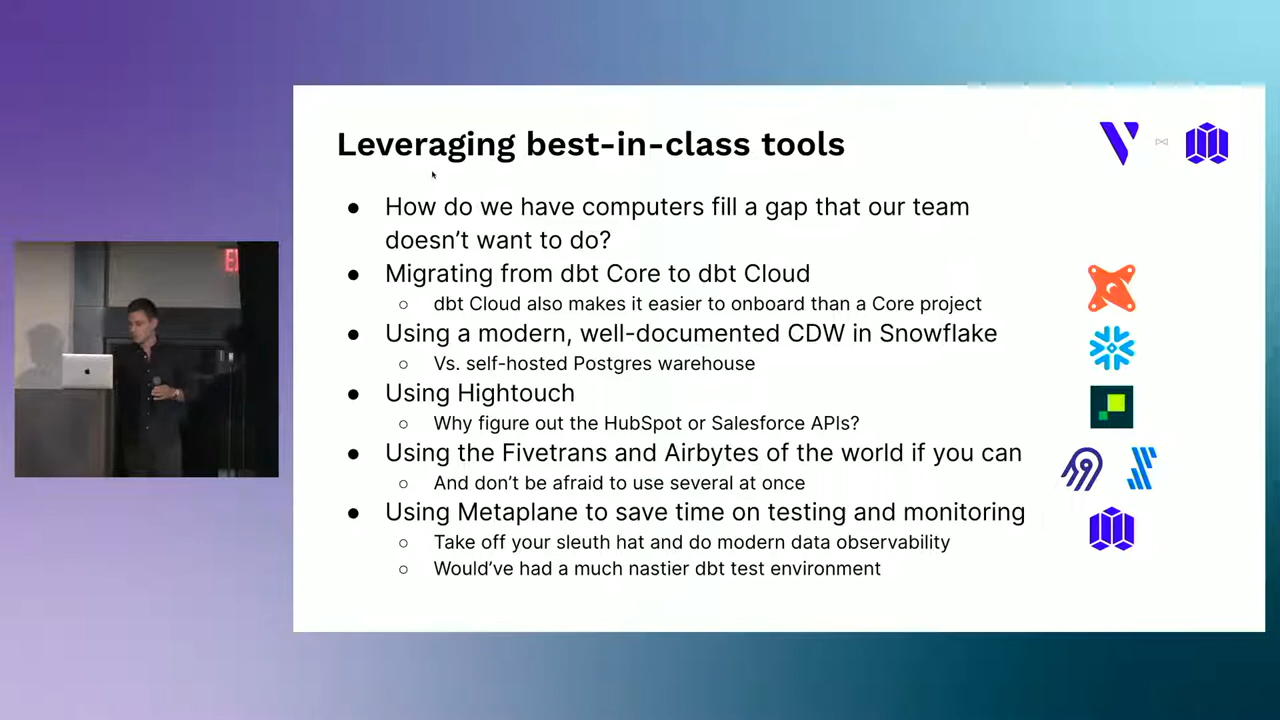 Leveraging best-in-class tools
● How do we have computers fill a gap that our team
doesn’t want to do?
● Migrating from dbt Core to dbt Cloud
○ dbt Cloud also makes it easier to onboard than a Core project
● Using a modern, well-documented CDW in Snowflake
○ Vs. self-hosted Postgres warehouse
● Using Hightouch
○ Why figure out the HubSpot or Salesforce APIs?
● Using the Fivetrans and Airbytes of the world if you can
○ And don’t be afraid to use several at once
● Using Metaplane to save time on testing and monitoring
○ Take off your sleuth hat and do modern data observability
○ Would’ve had a much nastier dbt test environment